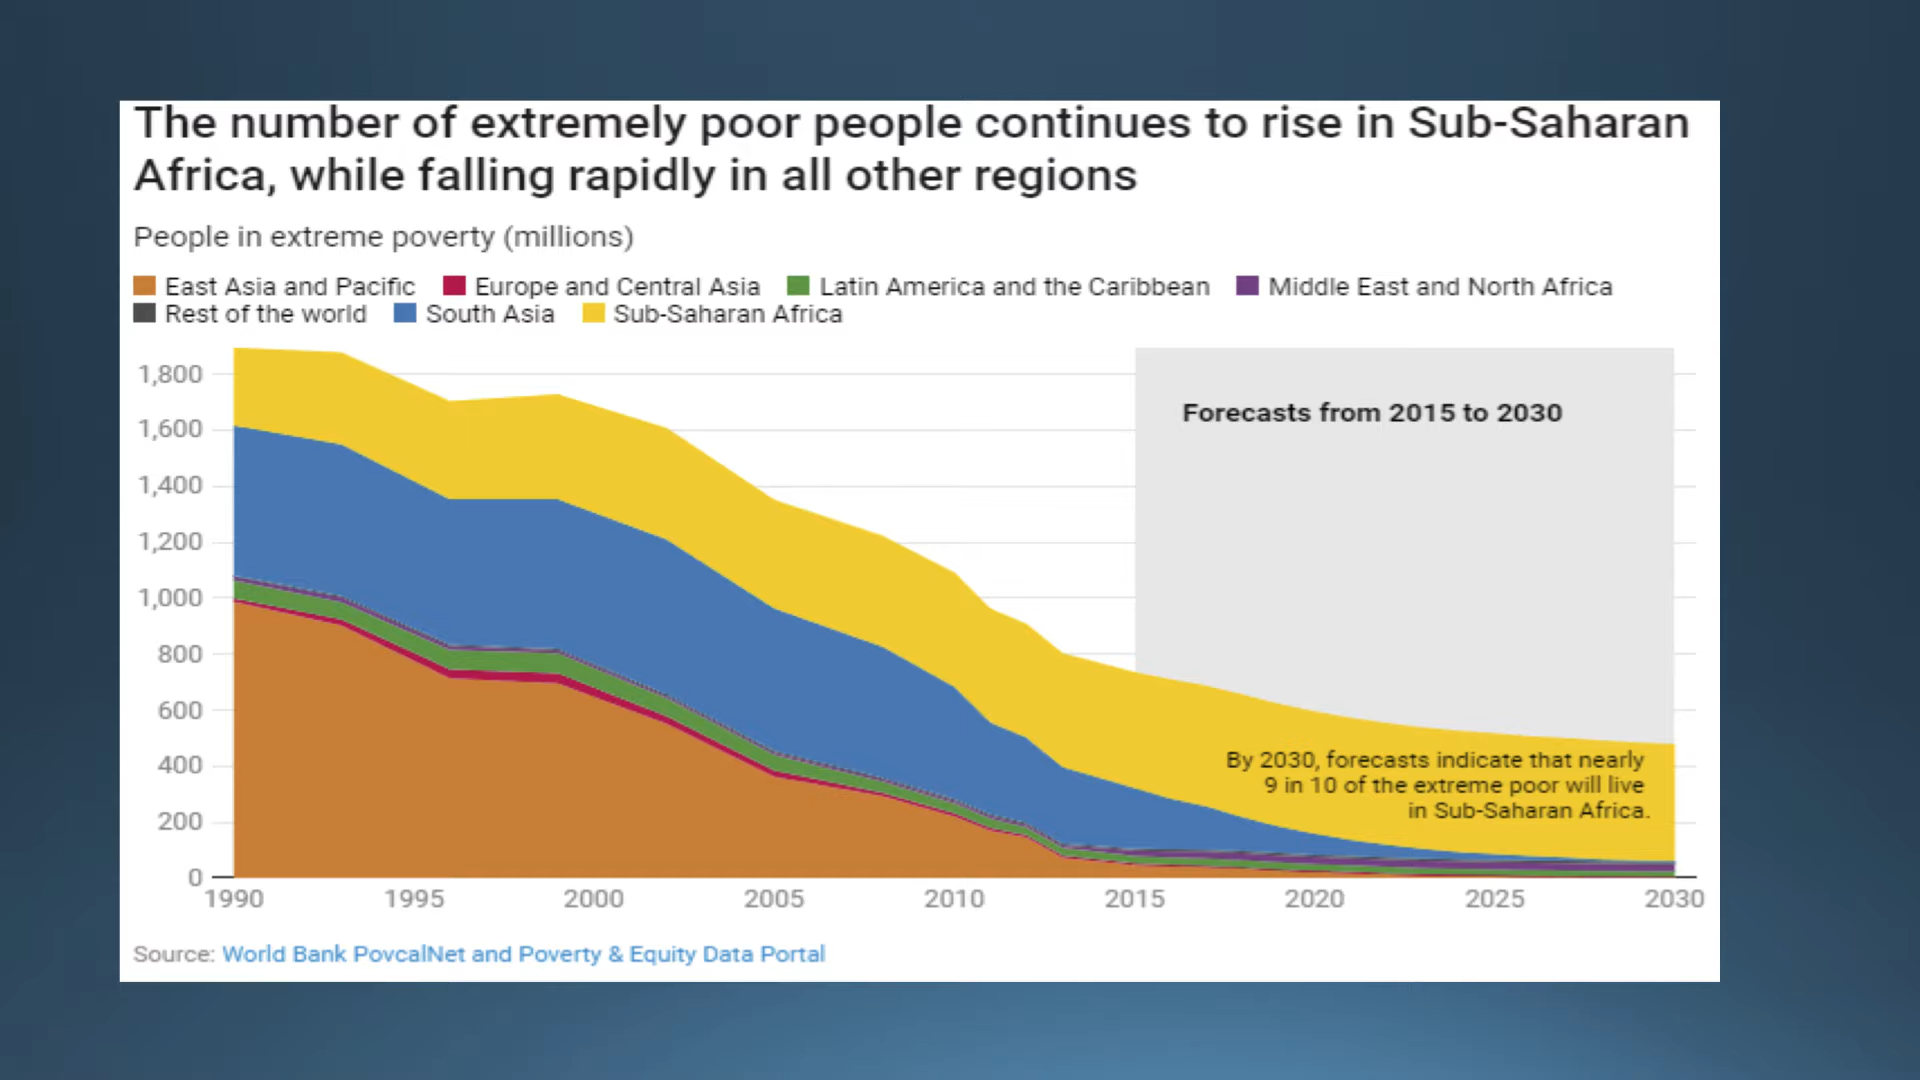 The number of extremely poor people continues to rise in Sub-Saharan
Africa, while falling rapidly in all other regions
People in extreme poverty (millions)
East Asia and Pacific Europe and Central Asia Latin America and the Caribbean Middle East and North Africa
Rest of the world South Asia Sub-Saharan Africa
1,800
1,600
1,400
1,200
1,000
800
600
400
200
0
Forecasts from 2015 to 2030
By 2030, forecasts indicate that nearly
9 in 10 of the extreme poor will live
in Sub-Saharan Africa.
1990 1995 2000 2005 2010 2015 2020 2025 2030
Source: World Bank PovcalNet and Poverty & Equity Data Portal